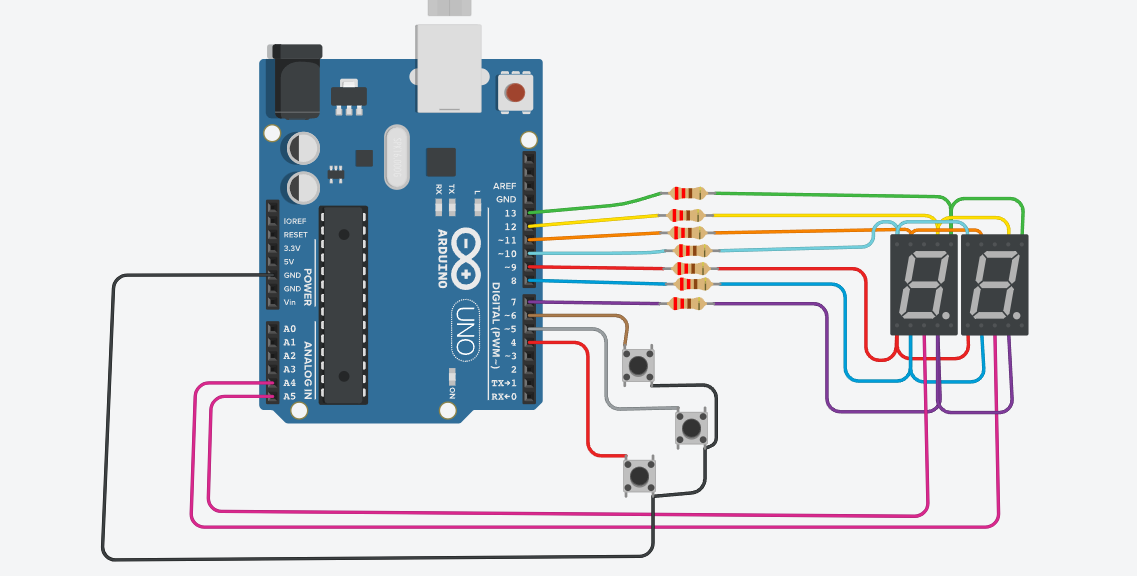 AREF
GND
13
12
~11
~10
~9
8
7
~6
~5
4
~3
2
TX→1
RX←0
IOREF
RESET
3.3V
5V
GND
GND
Vin
A0
A1
A2
A3
A4
A5
POWER
ANALOG IN
RX
TX
L
ARDUINO
UNO
DIGITAL (PWM~)
ON